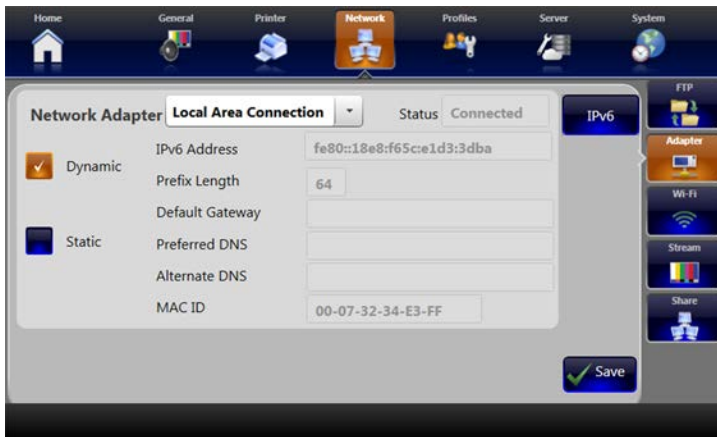 Home General Printer Network Profiles Server System
FTP
Network Adapter Local Area Connection Status Connected IPv6
Adapter
Dynamic IPv6 Address fe80::18e8:f65c:e1d3:3dba
Prefix Length 64
Wi-Fi
Default Gateway
Static Preferred DNS
Stream
Alternate DNS
Share
MAC ID 00-07-32-34-E3-FF
Save